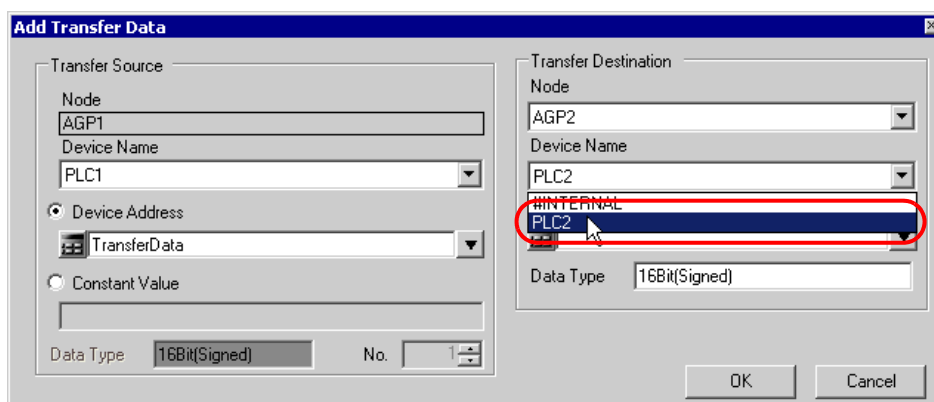 Add Transfer Data
Transfer Source
Node
AGP1
Device Name
PLC1
Device Address
TransferData
Constant Value
Data Type 16Bit(Signed) No. 1
Transfer Destination
Node
AGP2
Device Name
PLC2
#INTERNAL
PLC2
Data Type 16Bit(Signed)
OK Cancel